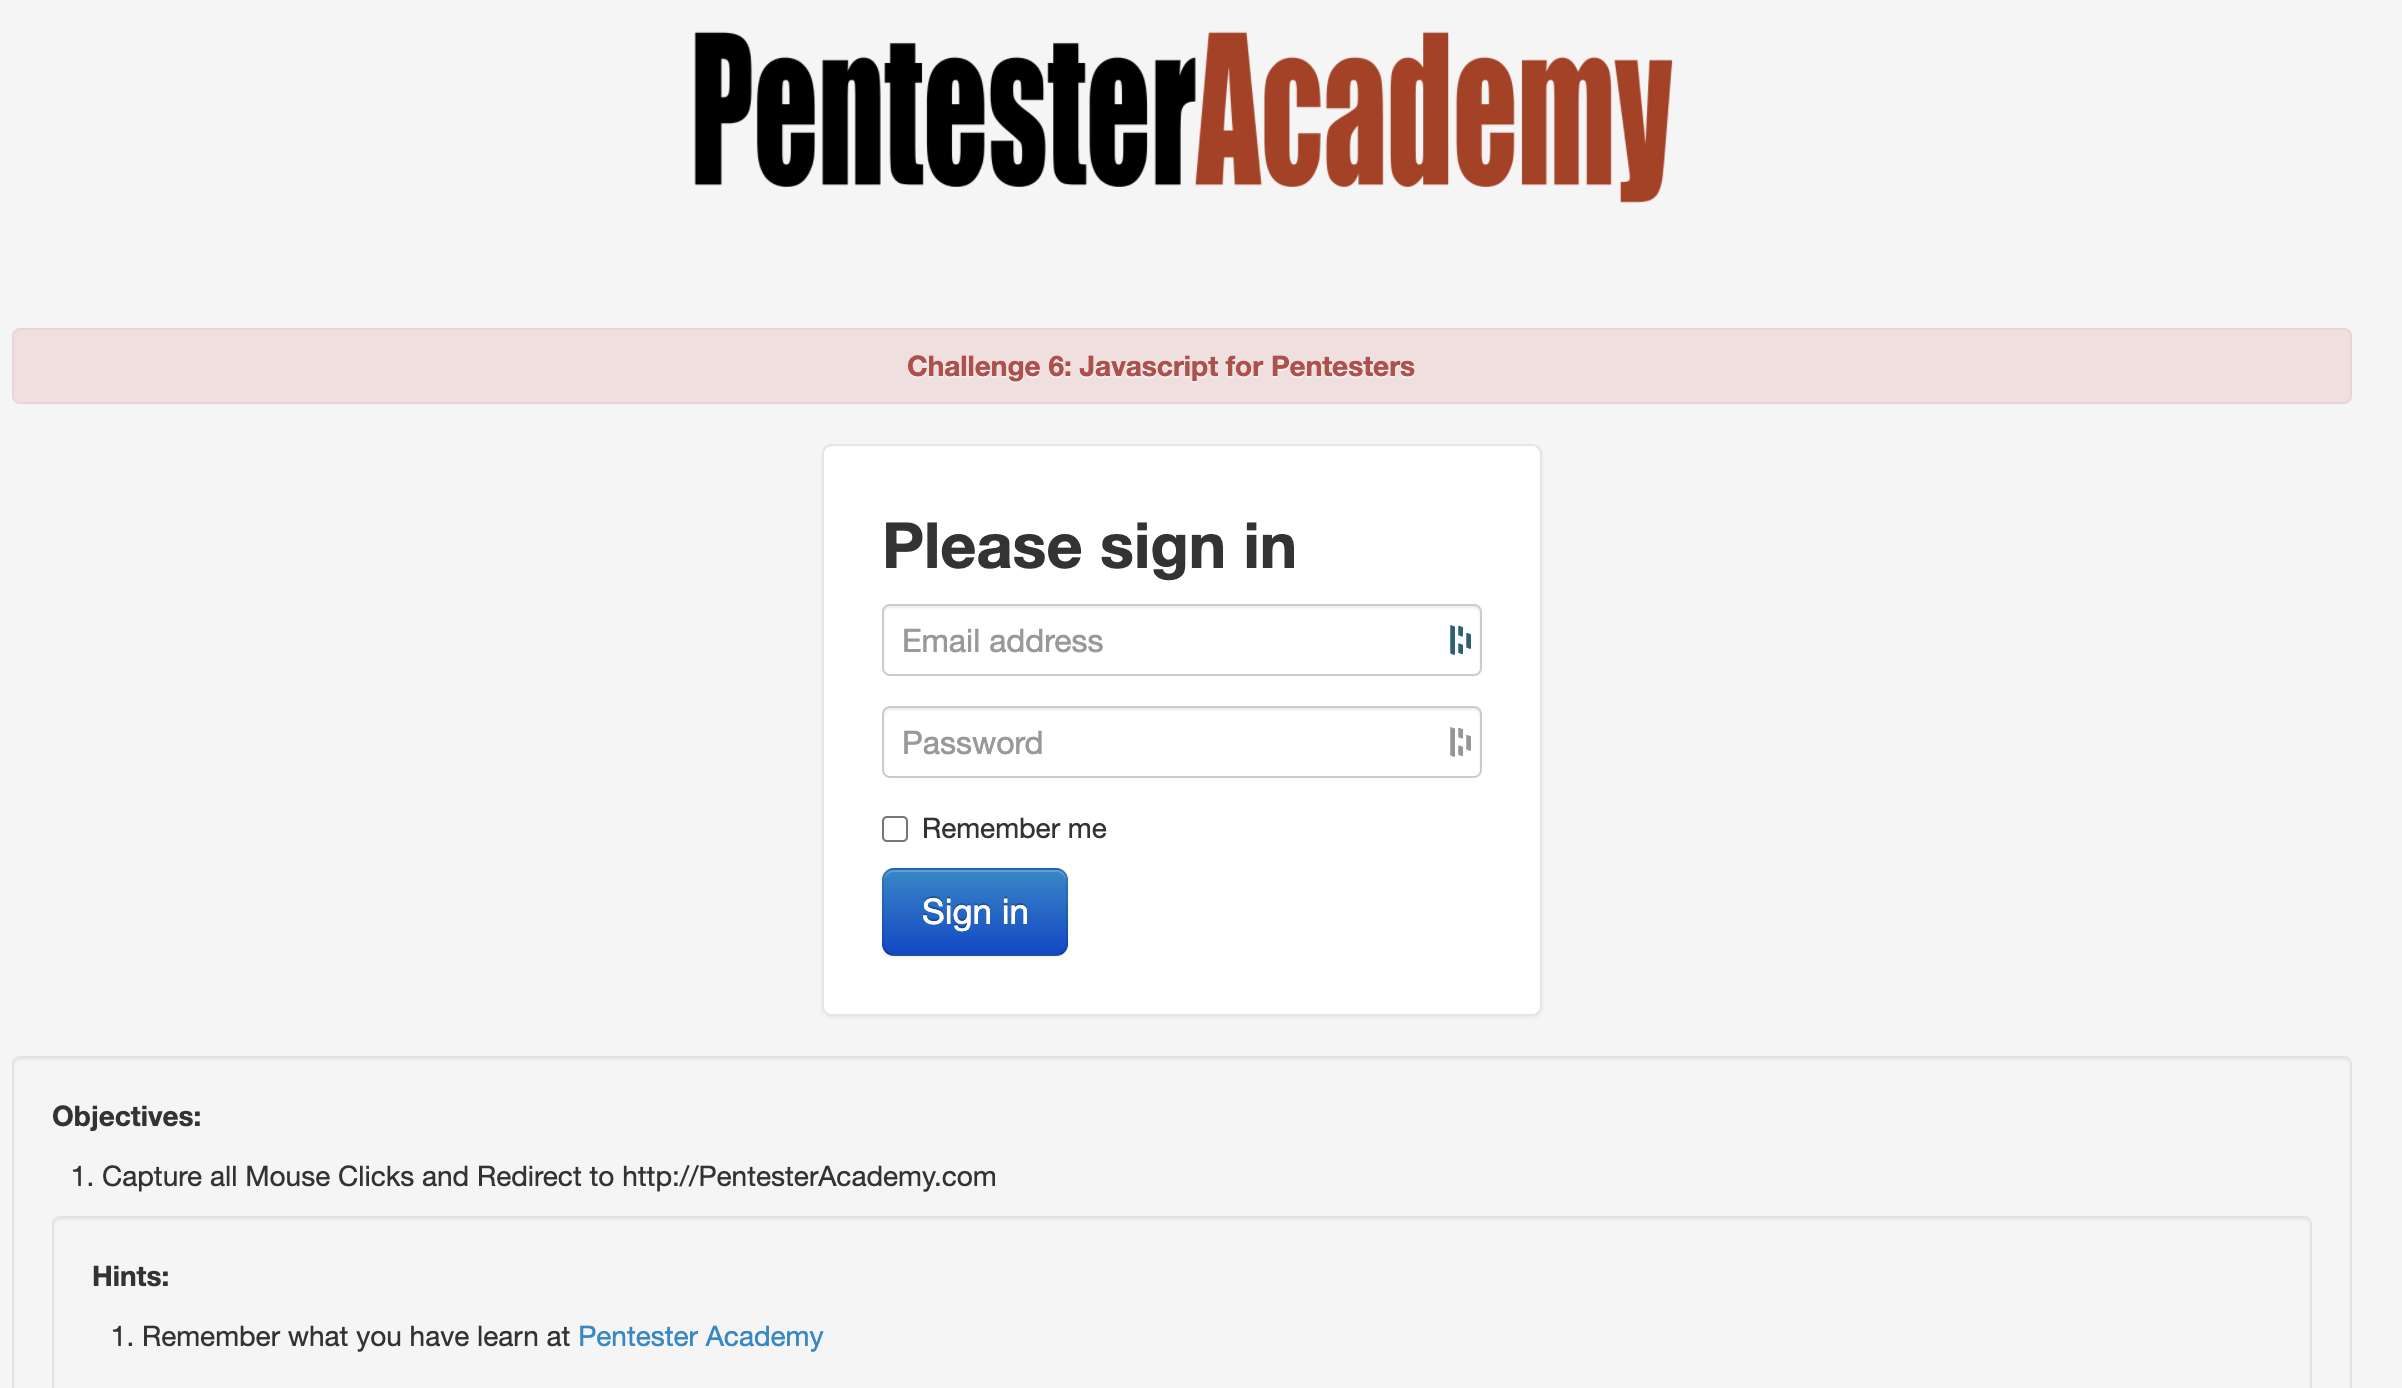 PentesterAcademy
Challenge 6: Javascript for Pentesters
Please sign in
Email address
Password
Remember me
Sign in
Objectives:
1. Capture all Mouse Clicks and Redirect to http://PentesterAcademy.com
Hints:
1. Remember what you have learn at Pentester Academy